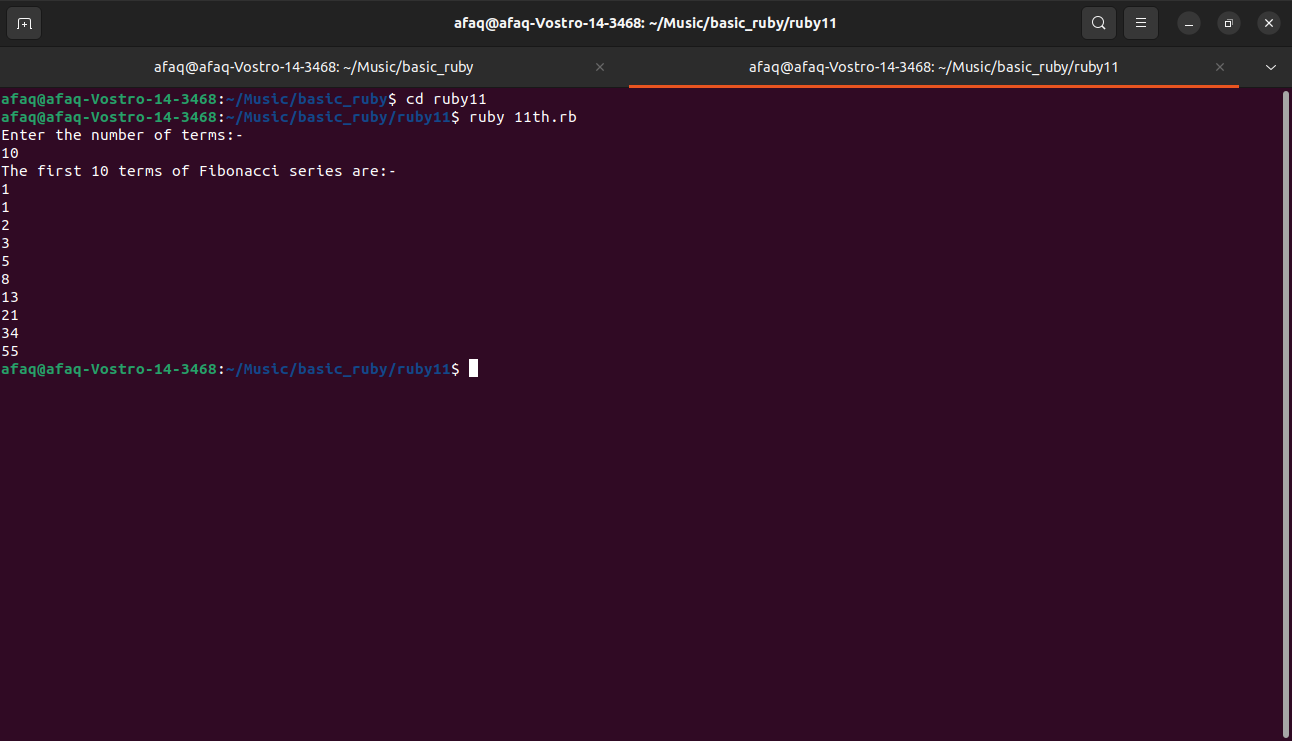 afaq@afaq-Vostro-14-3468: ~/Music/basic_ruby/ruby11
afaq@afaq-Vostro-14-3468: ~/Music/basic_ruby
afaq@afaq-Vostro-14-3468: ~/Music/basic_ruby/ruby11
afaq@afaq-Vostro-14-3468:~/Music/basic_ruby$ cd ruby11
afaq@afaq-Vostro-14-3468:~/Music/basic_ruby/ruby11$ ruby 11th.rb
Enter the number of terms:-
10
The first 10 terms of Fibonacci series are:-
1
1
2
3
5
8
13
21
34
55
afaq@afaq-Vostro-14-3468:~/Music/basic_ruby/ruby11$